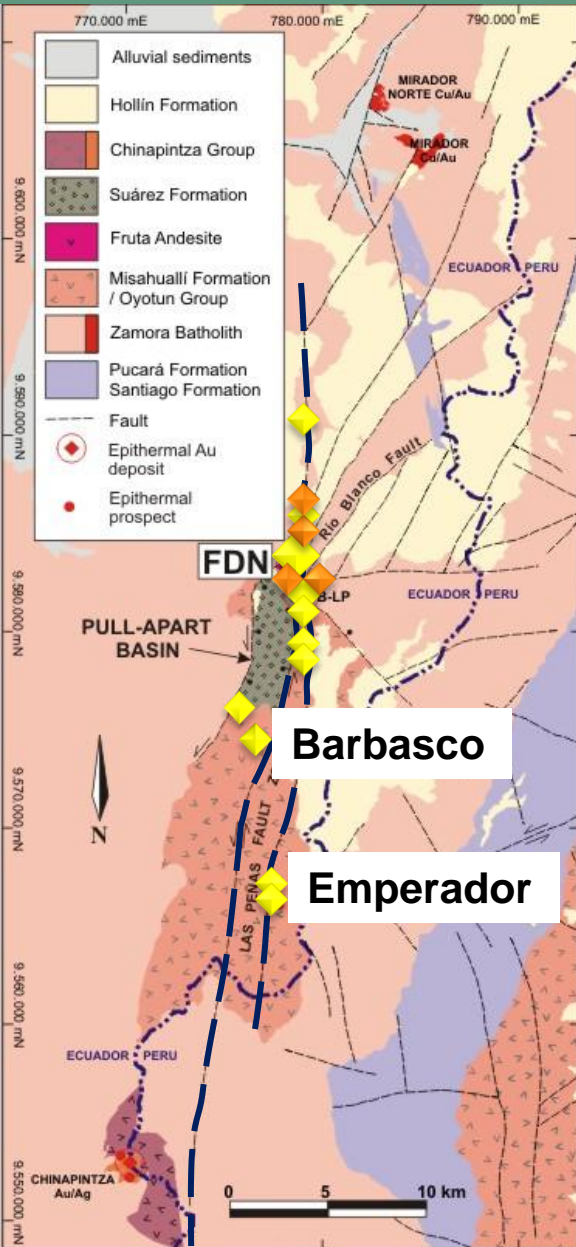 770.000 mE
780.000 mE
790.000 mE
Alluvial sediments
Hollín Formation
Chinapintza Group
Suárez Formation
Fruta Andesite
Misahuallí Formation
/ Oyotun Group
Zamora Batholith
Pucará Formation
Santiago Formation
Fault
Epithermal Au
deposit
Epithermal
prospect
MIRADOR
NORTE Cu/Au
MIRADOR
Cu/Au
9.600.000 mN
ECUADOR
PERU
9.590.000 mN
Rio Blanco Fault
FDN
B-LP
9.580.000 mN
ECUADOR
PERU
PULL-APART
BASIN
Barbasco
9.570.000 mN
N
LAS PEÑAS FAULT
Emperador
9.560.000 mN
ECUADOR
PERU
CHINAPINTZA
Au/Ag
9.550.000 mN
0
5
10 km